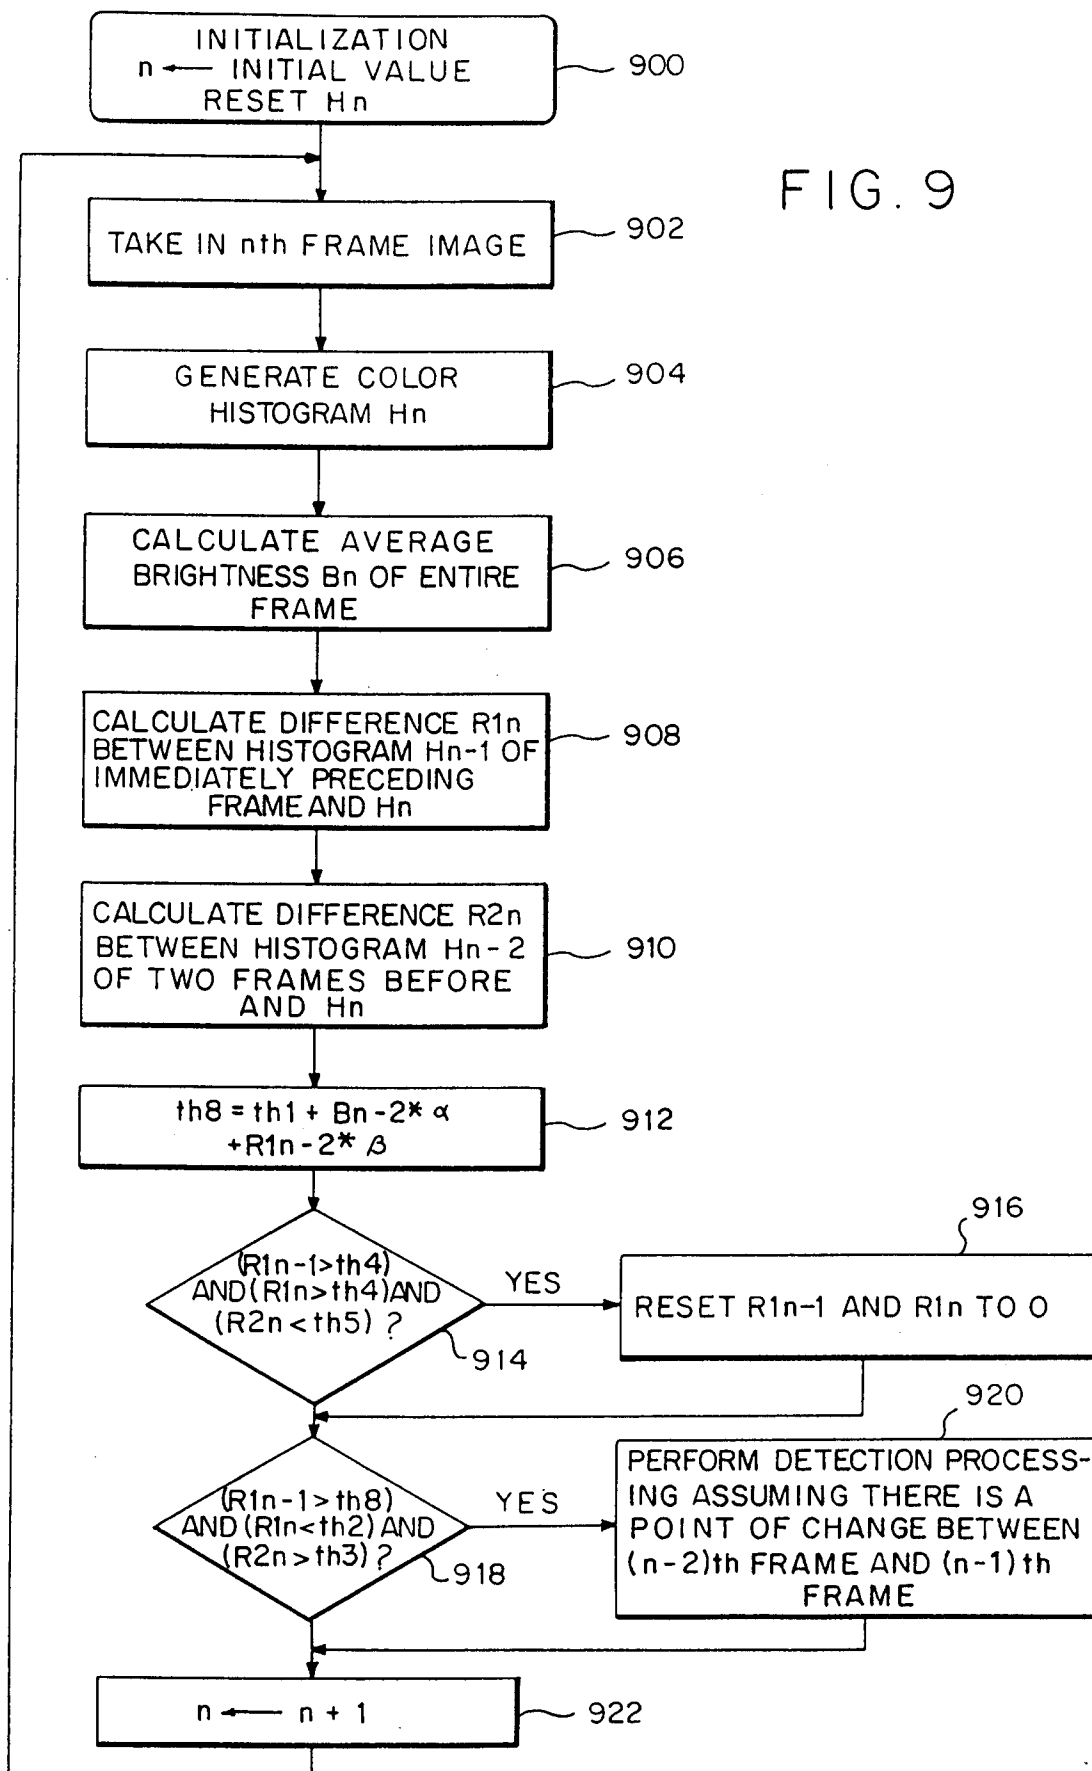 INITIALIZATION
n ← INITIAL VALUE
RESET Hn
900
FIG. 9
TAKE IN nth FRAME IMAGE
902
GENERATE COLOR
HISTOGRAM Hn
904
CALCULATE AVERAGE
BRIGHTNESS Bn OF ENTIRE
FRAME
906
CALCULATE DIFFERENCE R1n
BETWEEN HISTOGRAM Hn-1 OF
IMMEDIATELY PRECEDING
FRAME AND Hn
908
CALCULATE DIFFERENCE R2n
BETWEEN HISTOGRAM Hn-2
OF TWO FRAMES BEFORE
AND Hn
910
th8 = th1 + Bn-2* α
+R1n-2* β
912
(R1n-1>th4)
AND(R1n>th4)AND
(R2n<th5) ?
914
YES
RESET R1n-1 AND R1n TO 0
916
(R1n-1>th8)
AND(R1n<th2)AND
(R2n>th3)?
918
YES
PERFORM DETECTION PROCESS-
ING ASSUMING THERE IS A
POINT OF CHANGE BETWEEN
(n-2)th FRAME AND (n-1)th
FRAME
920
n ← n + 1
922